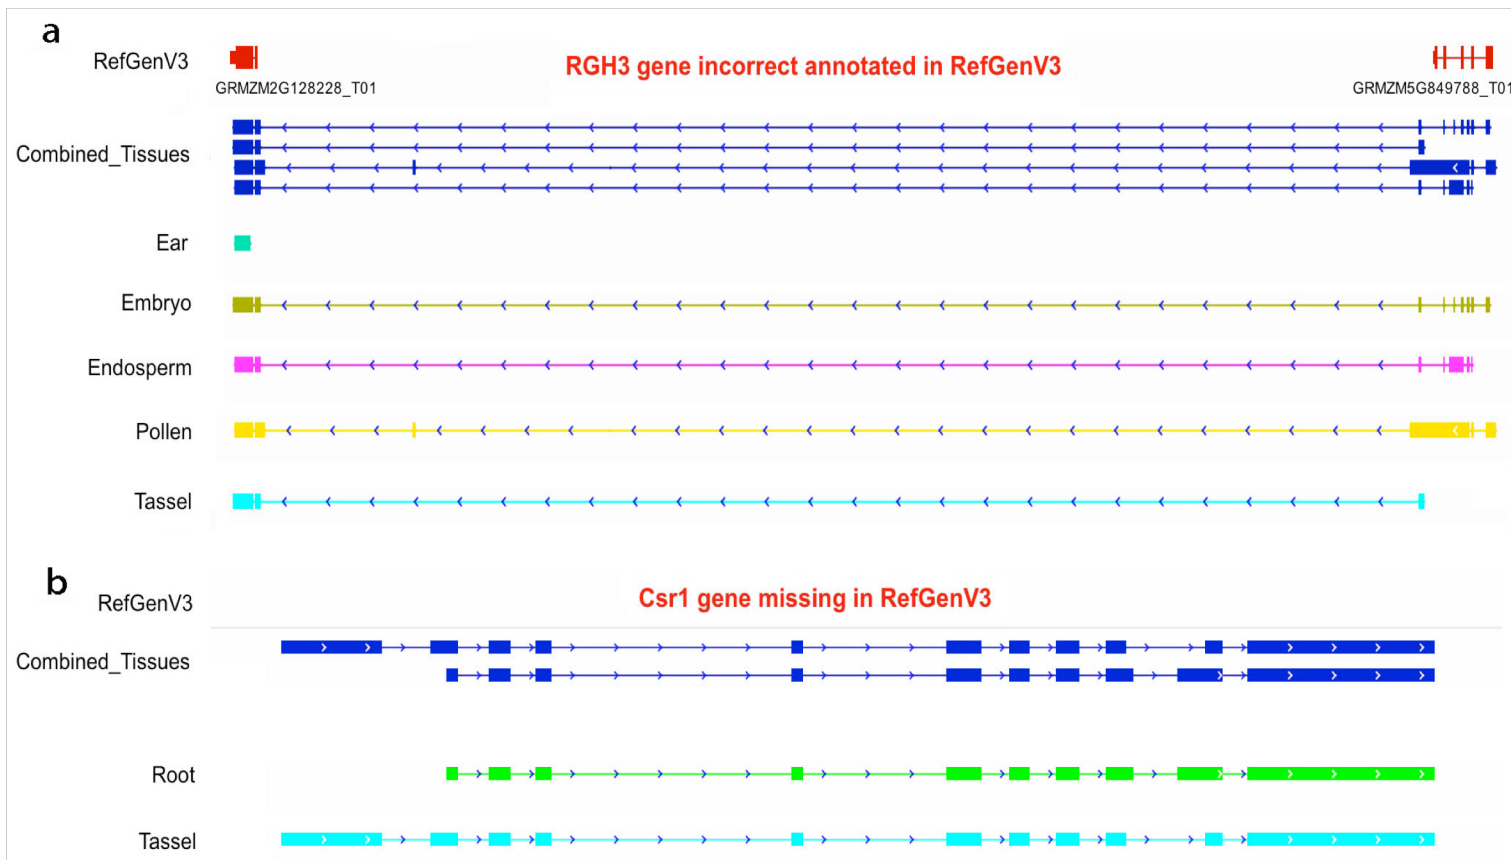 a
RefGenV3
RGH3 gene incorrect annotated in RefGenV3
GRMZM2G128228_T01
GRMZM5G849788_T01
Combined_Tissues
Ear
Embryo
Endosperm
Pollen
Tassel
b
RefGenV3
Csr1 gene missing in RefGenV3
Combined_Tissues
Root
Tassel